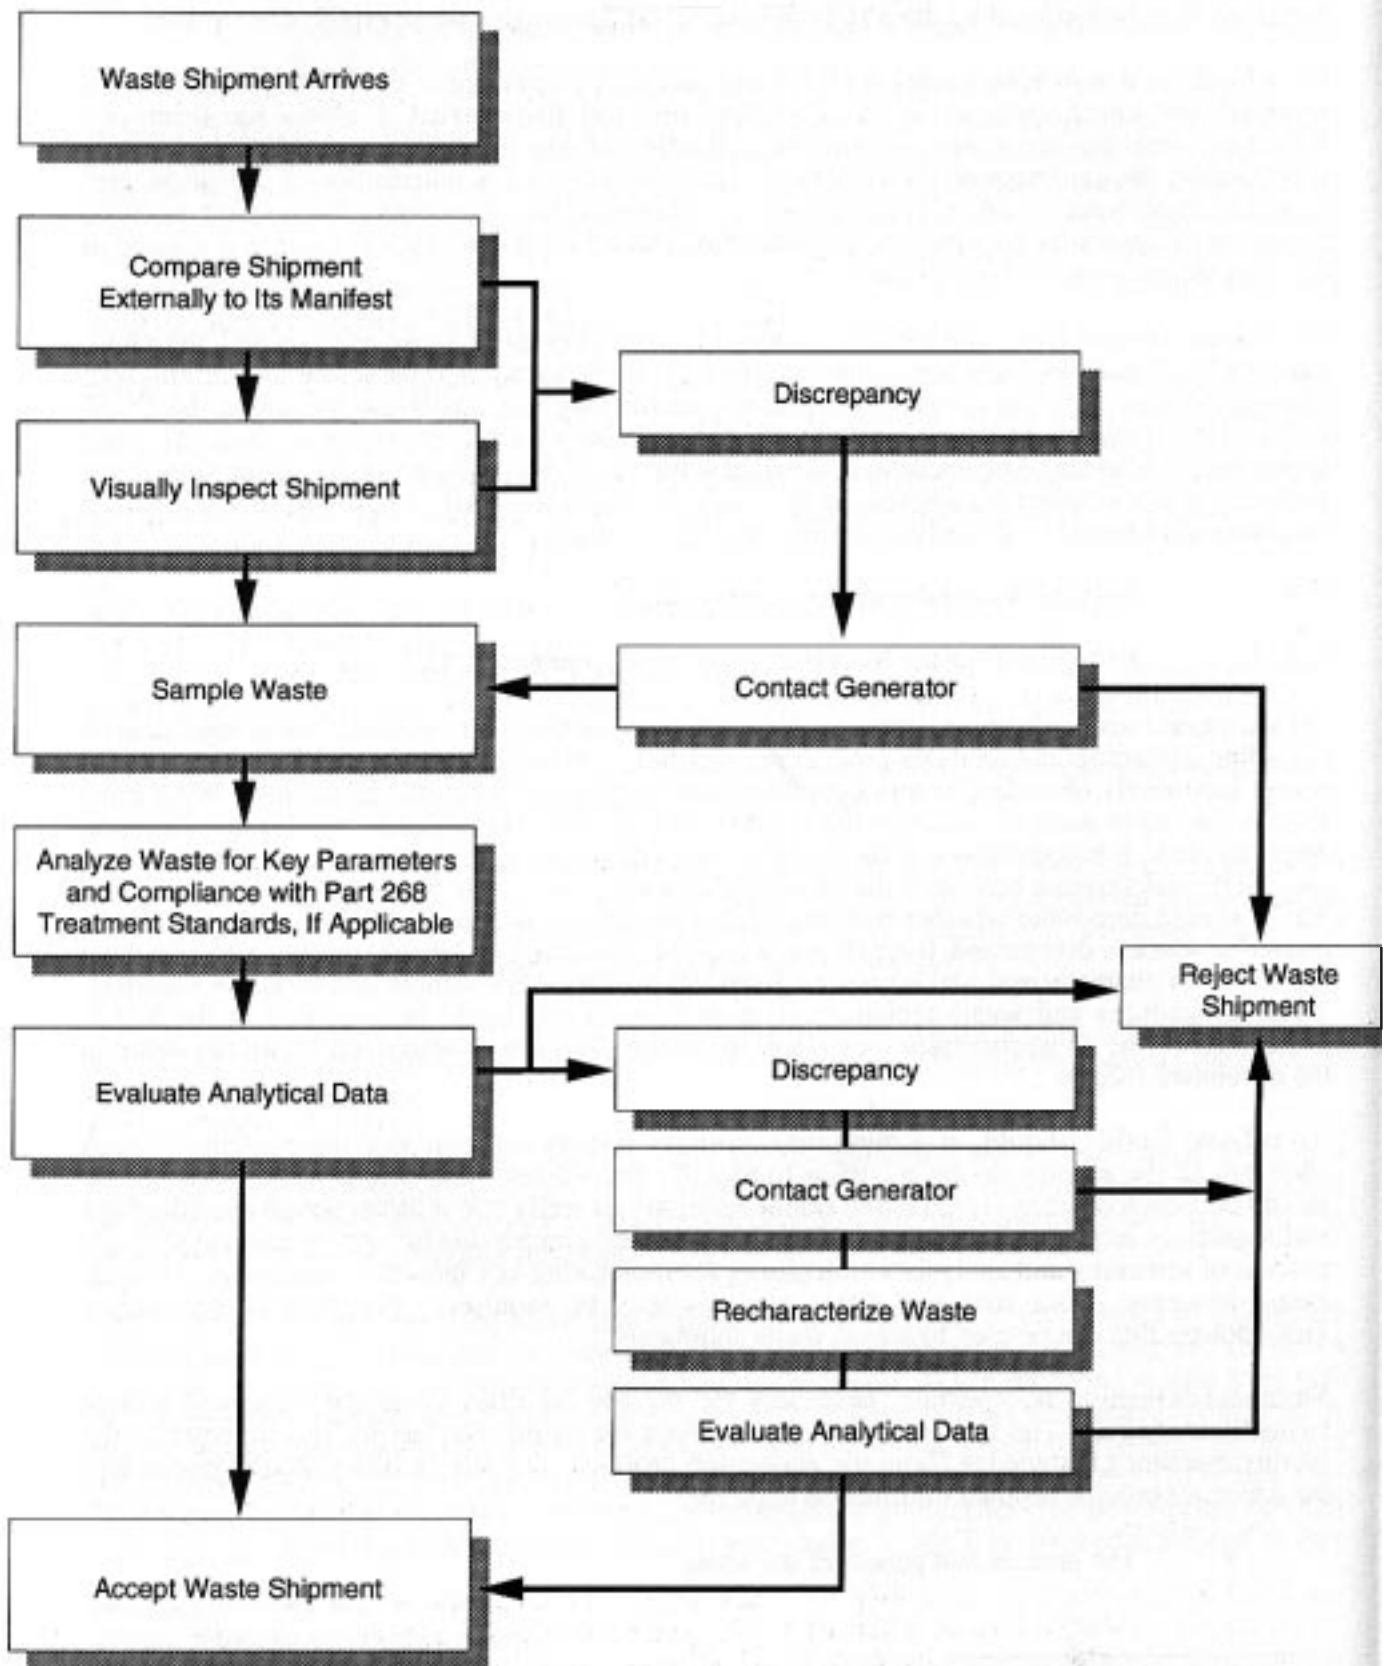 Waste Shipment Arrives
Compare Shipment
Externally to Its Manifest
Discrepancy
Visually Inspect Shipment
Sample Waste
Contact Generator
Analyze Waste for Key Parameters
and Compliance with Part 268
Treatment Standards, If Applicable
Reject Waste
Shipment
Evaluate Analytical Data
Discrepancy
Contact Generator
Recharacterize Waste
Evaluate Analytical Data
Accept Waste Shipment